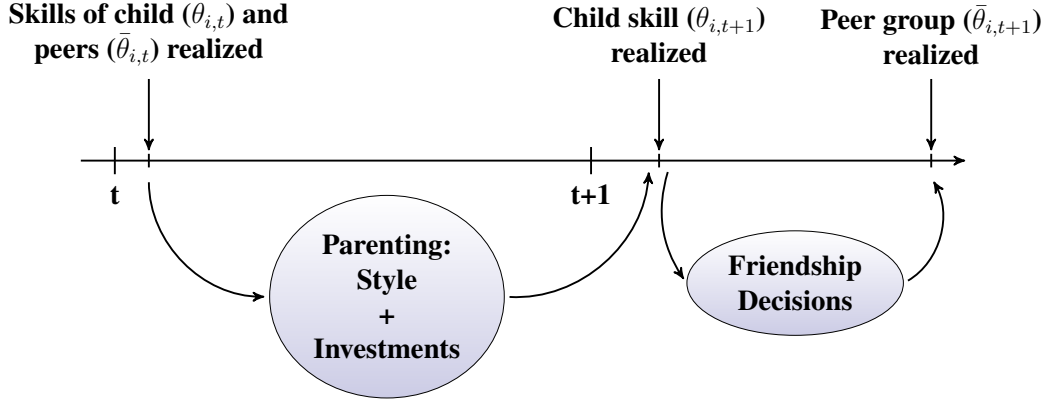 Skills of child (θ_{i,t}) and
peers (θ̄_{i,t}) realized
Child skill (θ_{i,t+1})
realized
Peer group (θ̄_{i,t+1})
realized
t
t+1
Parenting:
Style
+
Investments
Friendship
Decisions